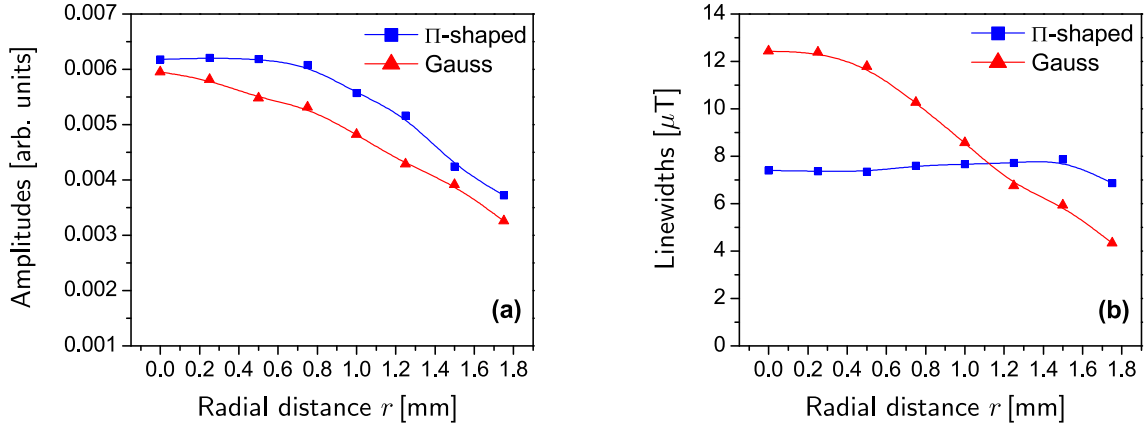 0.007
0.006
0.005
0.004
0.003
0.002
0.001
Amplitudes [arb. units]
Π-shaped
Gauss
(a)
0.0 0.2 0.4 0.6 0.8 1.0 1.2 1.4 1.6 1.8
Radial distance r [mm]
14
12
10
8
6
4
2
0
Linewidths [μT]
Π-shaped
Gauss
(b)
0.0 0.2 0.4 0.6 0.8 1.0 1.2 1.4 1.6 1.8
Radial distance r [mm]